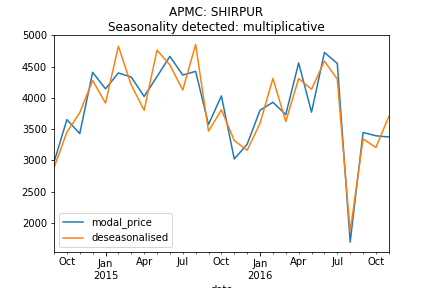 APMC: SHIRPUR
Seasonality detected: multiplicative
5000
4500
4000
3500
3000
2500
2000
modal_price
deseasonalised
Oct Jan Apr Jul Oct Jan Apr Jul Oct
2015 2016